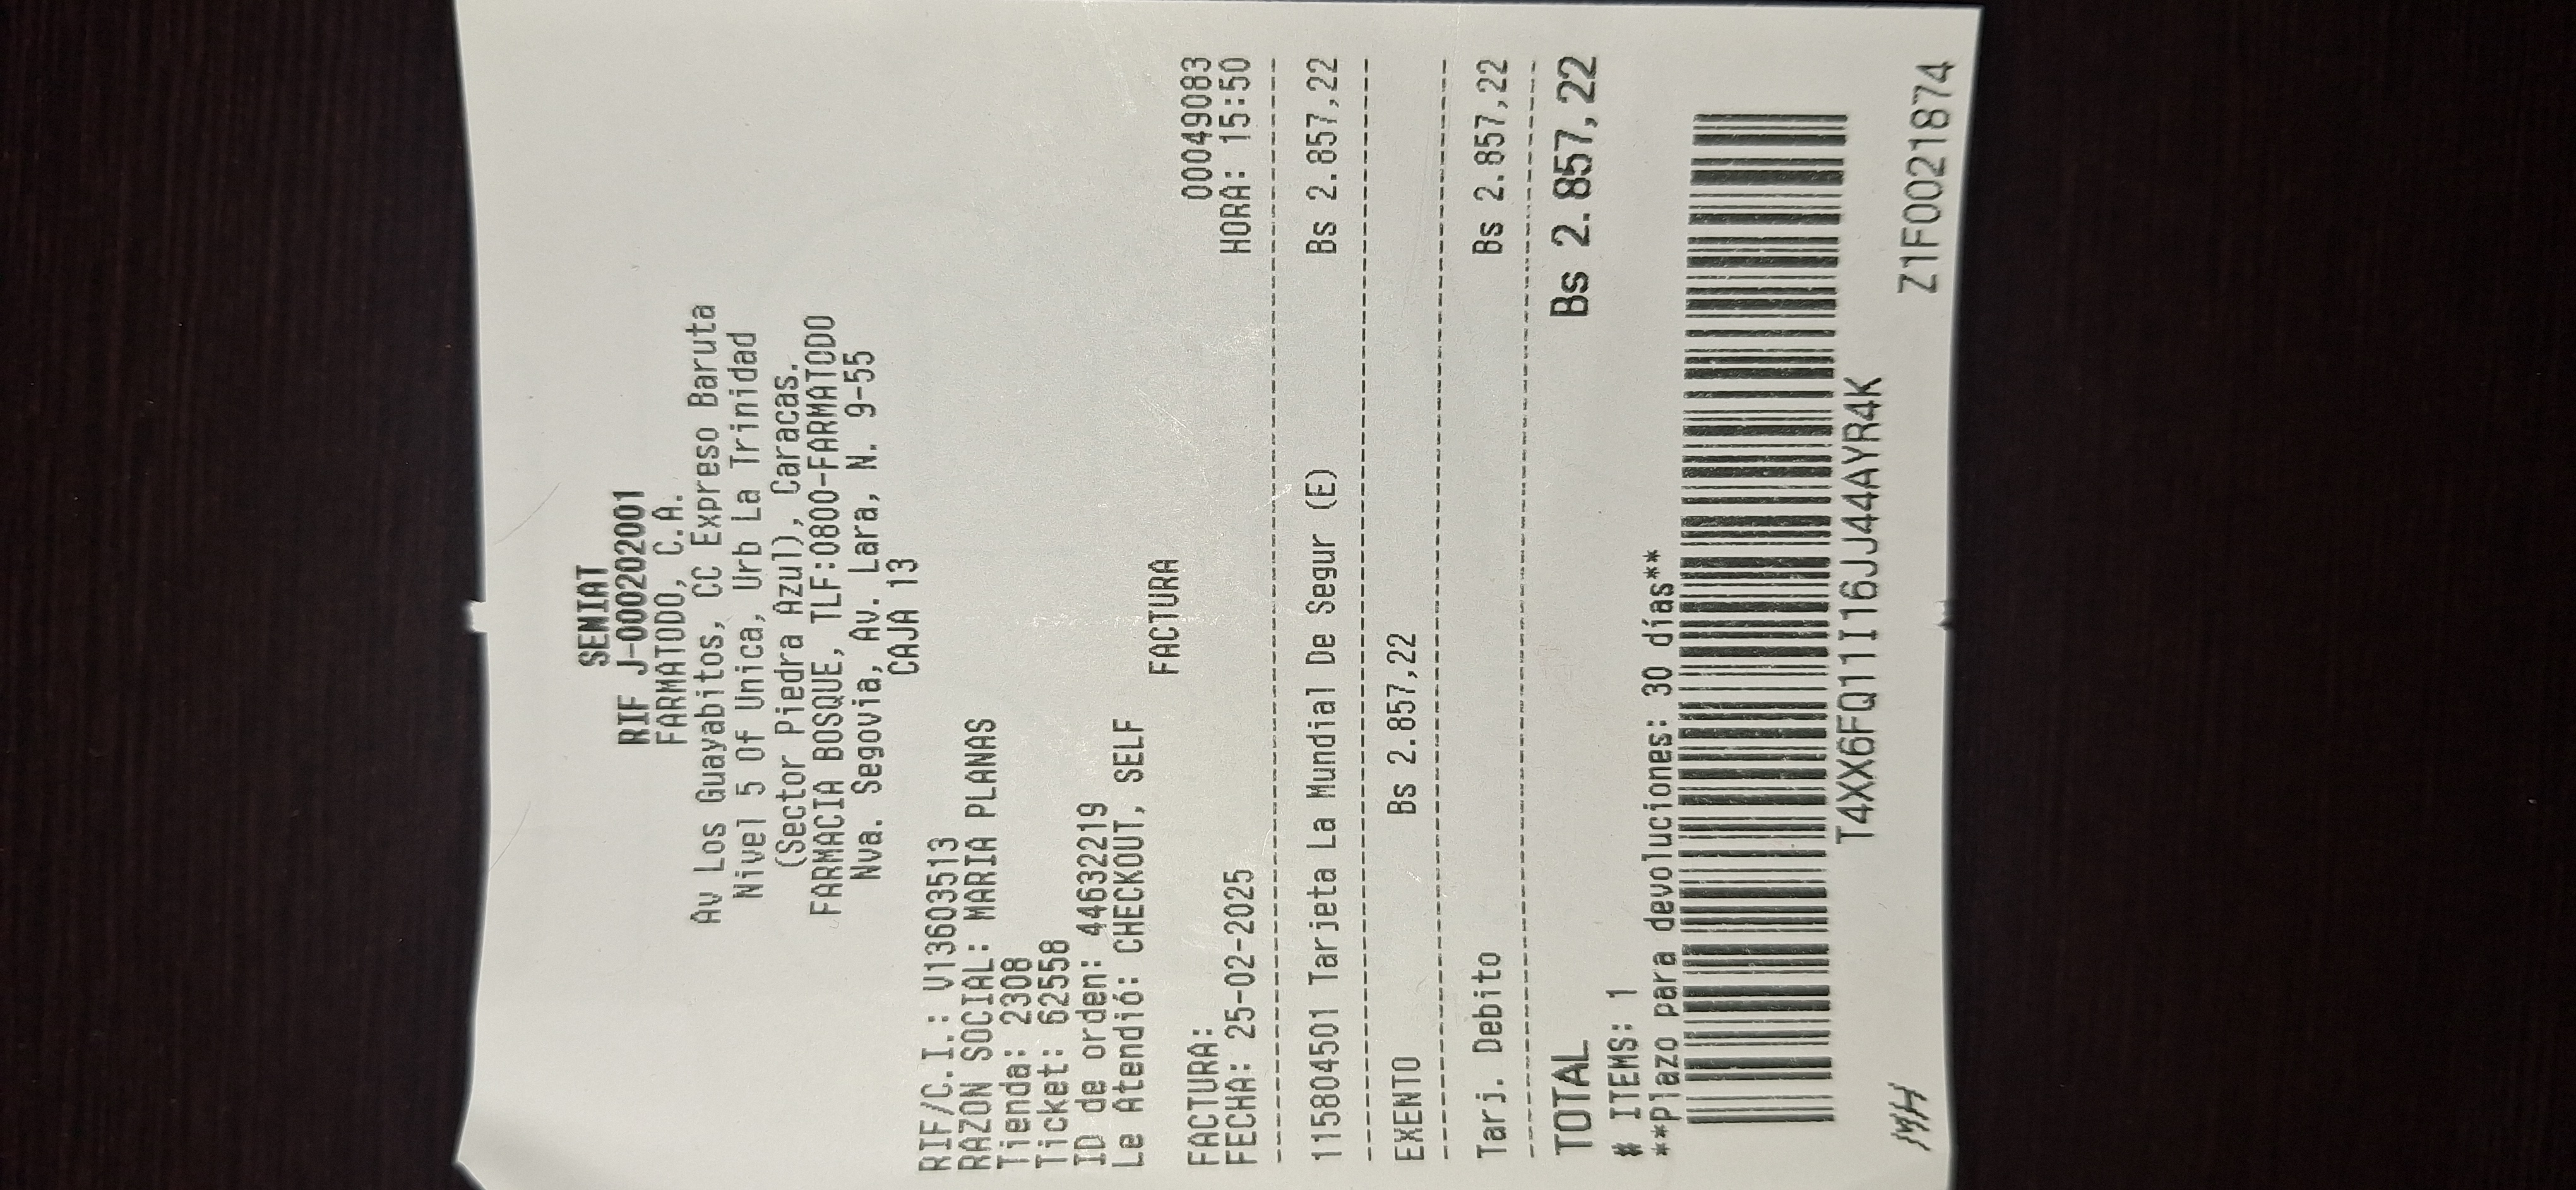 SENIAT
RIF J-000202001
FARMATODO, C.A.
Av Los Guayabitos, CC Expreso Baruta
Nivel 5 Of Unica, Urb La Trinidad
(Sector Piedra Azul), Caracas.
FARMACIA BOSQUE, TLF:0800-FARMATODO
Nva. Segovia, Av. Lara, N. 9-55
CAJA 13
RIF/C.I.: V13603513
RAZON SOCIAL: MARIA PLANAS
Tienda: 2308
Ticket: 62558
ID de orden: 44632219
Le Atendió: CHECKOUT, SELF
FACTURA
FACTURA: 00049083
FECHA: 25-02-2025 HORA: 15:50
115804501 Tarjeta La Mundial De Segur (E) Bs 2.857,22
EXENTO Bs 2.857,22
Tarj. Debito Bs 2.857,22
TOTAL Bs 2.857,22
# ITEMS: 1
**Plazo para devoluciones: 30 días**
T4XX6FQ11I116JJ44AYR4K
MH Z1F0021874